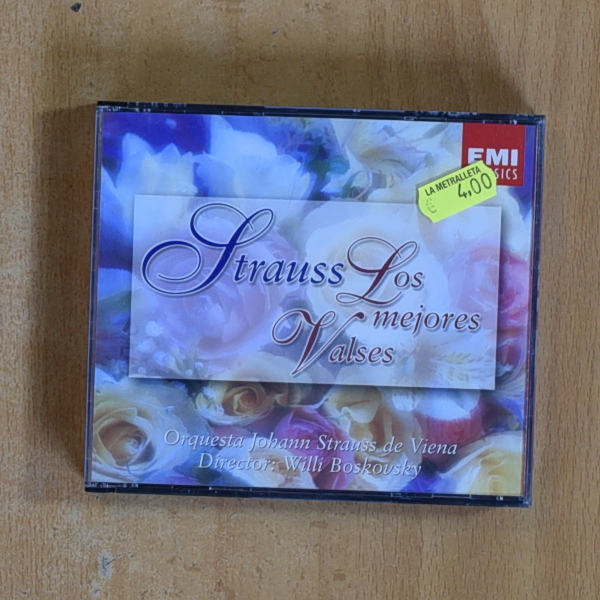 EMI
LA METRALLETA
€ 4,00
Strauss Los
mejores
Valses
Orquesta Johann Strauss de Viena
Director: Willi Boskovsky